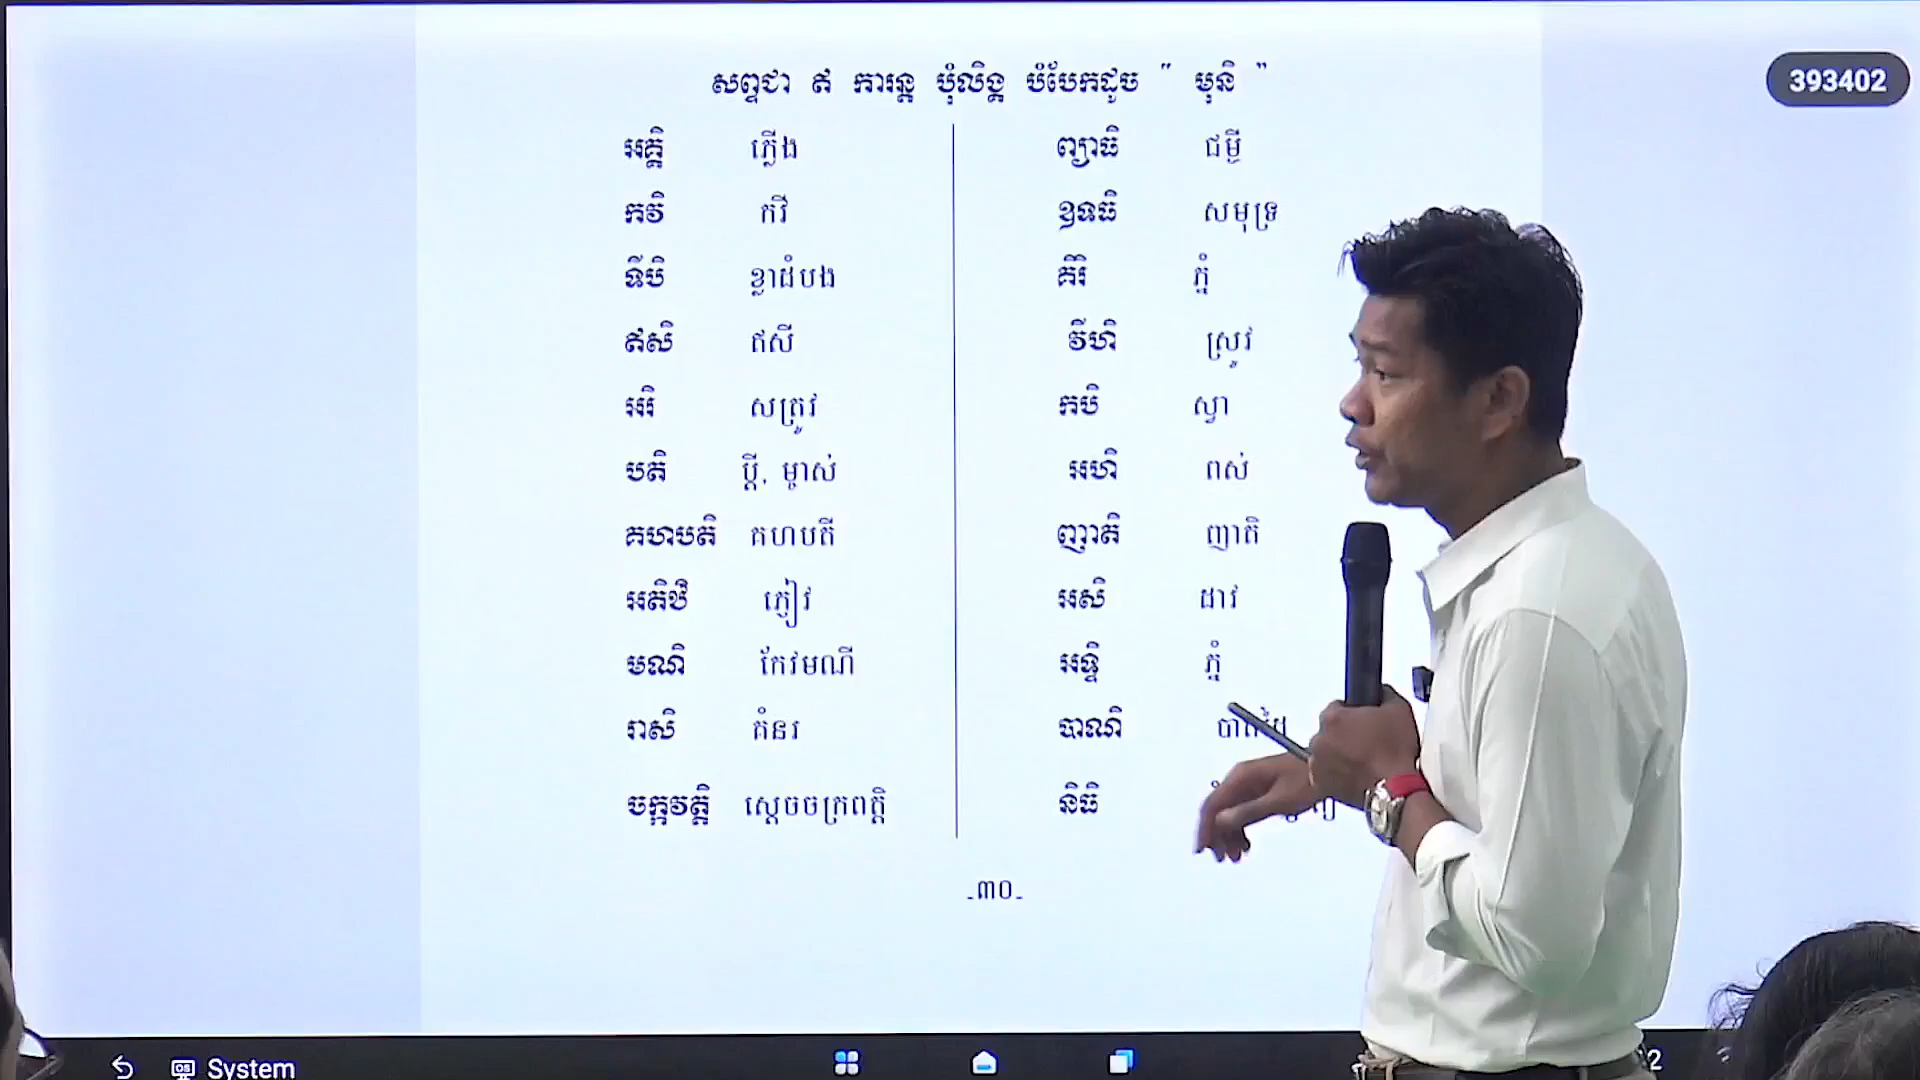 សព្ទជា ឥ ការន្ត បុំលិង្គ បំបែកដូច " មុនិ "
393402
អគ្គិ ភ្លើង
កវិ កវី
ទីបិ ខ្លាដំបង
ឥសិ ឥសី
អរិ សត្រូវ
បតិ ប្ដី, ម្ចាស់
គហបតិ គហបតី
អតិថិ ភ្ញៀវ
មណិ កែវមណី
រាសិ គំនរ
ចក្កវត្តិ ស្ដេចចក្រពត្តិ
ព្យាធិ ជម្ងឺ
ឧទធិ សមុទ្រ
គិរិ ភ្នំ
វីហិ ស្រូវ
កបិ ស្វា
អហិ ពស់
ញាតិ ញាតិ
អសិ ដាវ
អទ្ទិ ភ្នំ
បាណិ
និធិ
-៣០-
System